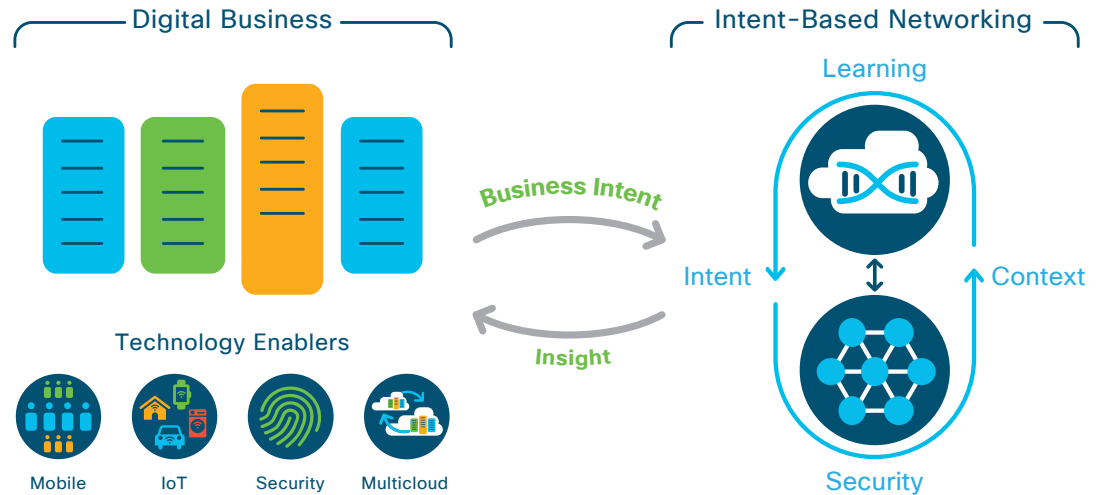 Digital Business
Intent-Based Networking
Learning
Business Intent
Intent
Context
Insight
Technology Enablers
Mobile
IoT
Security
Multicloud
Security